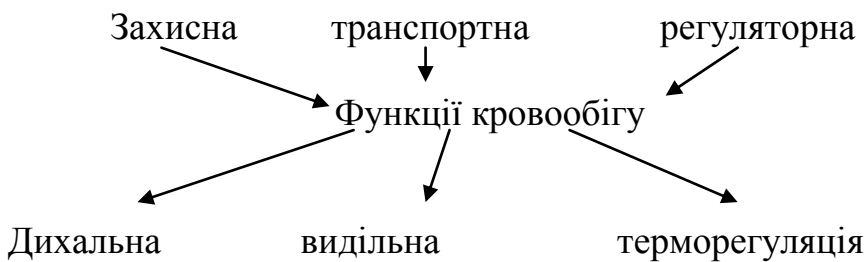 Захисна транспортна регуляторна
Функції кровообігу
Дихальна видільна терморегуляція